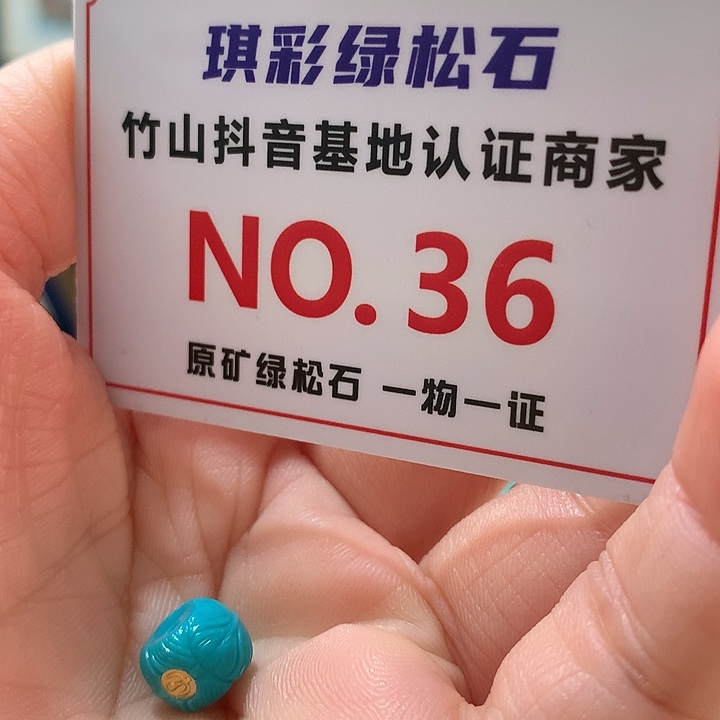 琪彩绿松石
竹山抖音基地认证商家
NO. 36
原矿绿松石 一物一证